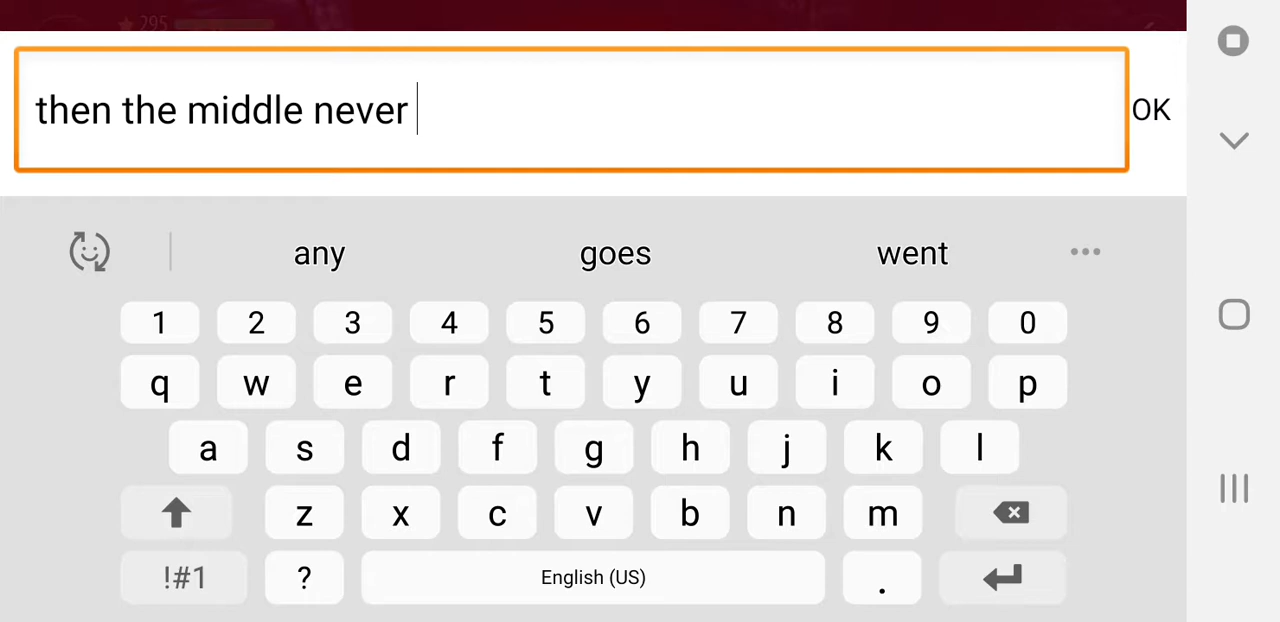 295
then the middle never
OK
any goes went
1 2 3 4 5 6 7 8 9 0
q w e r t y u i o p
a s d f g h j k l
z x c v b n m
!#1 ? English (US) .